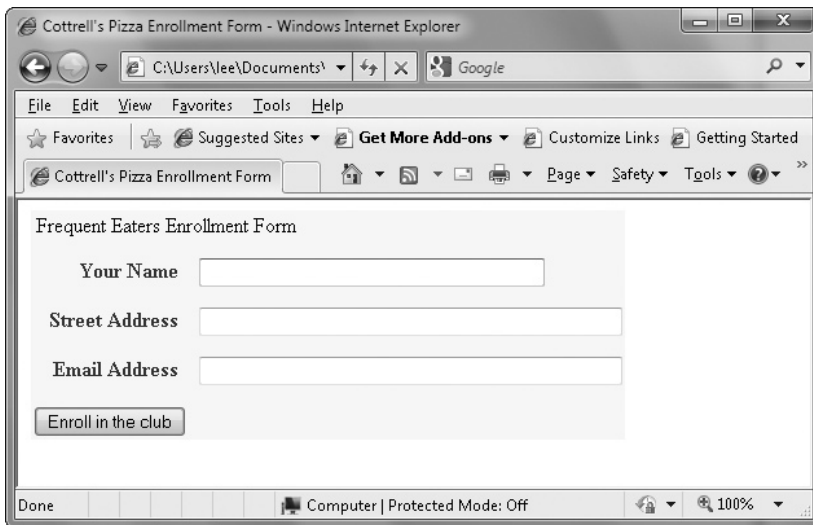 Cottrell's Pizza Enrollment Form - Windows Internet Explorer
C:\Users\lee\Documents\ Google
File Edit View Favorites Tools Help
Favorites Suggested Sites Get More Add-ons Customize Links Getting Started
Cottrell's Pizza Enrollment Form Page Safety Tools »
Frequent Eaters Enrollment Form
Your Name
Street Address
Email Address
Enroll in the club
Done Computer | Protected Mode: Off 100%